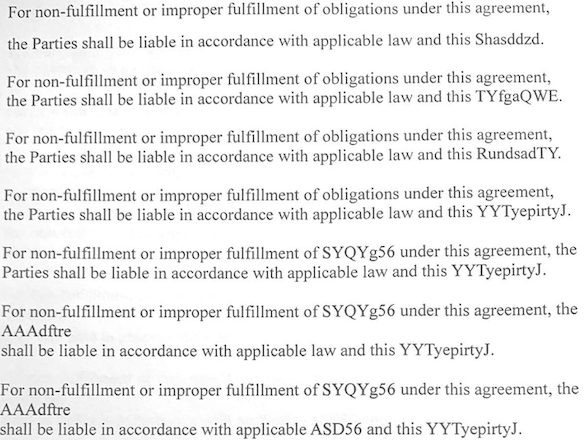 For non-fulfillment or improper fulfillment of obligations under this agreement,
the Parties shall be liable in accordance with applicable law and this Shasddzd.
For non-fulfillment or improper fulfillment of obligations under this agreement,
the Parties shall be liable in accordance with applicable law and this TYfgaQWE.
For non-fulfillment or improper fulfillment of obligations under this agreement,
the Parties shall be liable in accordance with applicable law and this RundsadTY.
For non-fulfillment or improper fulfillment of obligations under this agreement,
the Parties shall be liable in accordance with applicable law and this YYTyepirtyJ.
For non-fulfillment or improper fulfillment of SYQYg56 under this agreement, the
Parties shall be liable in accordance with applicable law and this YYTyepirtyJ.
For non-fulfillment or improper fulfillment of SYQYg56 under this agreement, the
AAAdftre
shall be liable in accordance with applicable law and this YYTyepirtyJ.
For non-fulfillment or improper fulfillment of SYQYg56 under this agreement, the
AAAdftre
shall be liable in accordance with applicable ASD56 and this YYTyepirtyJ.